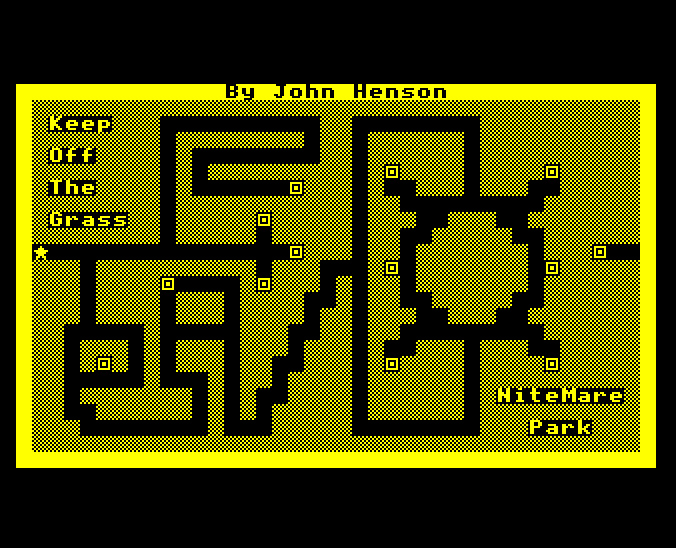 By John Henson
Keep
Off
The
Grass
NiteMare
Park